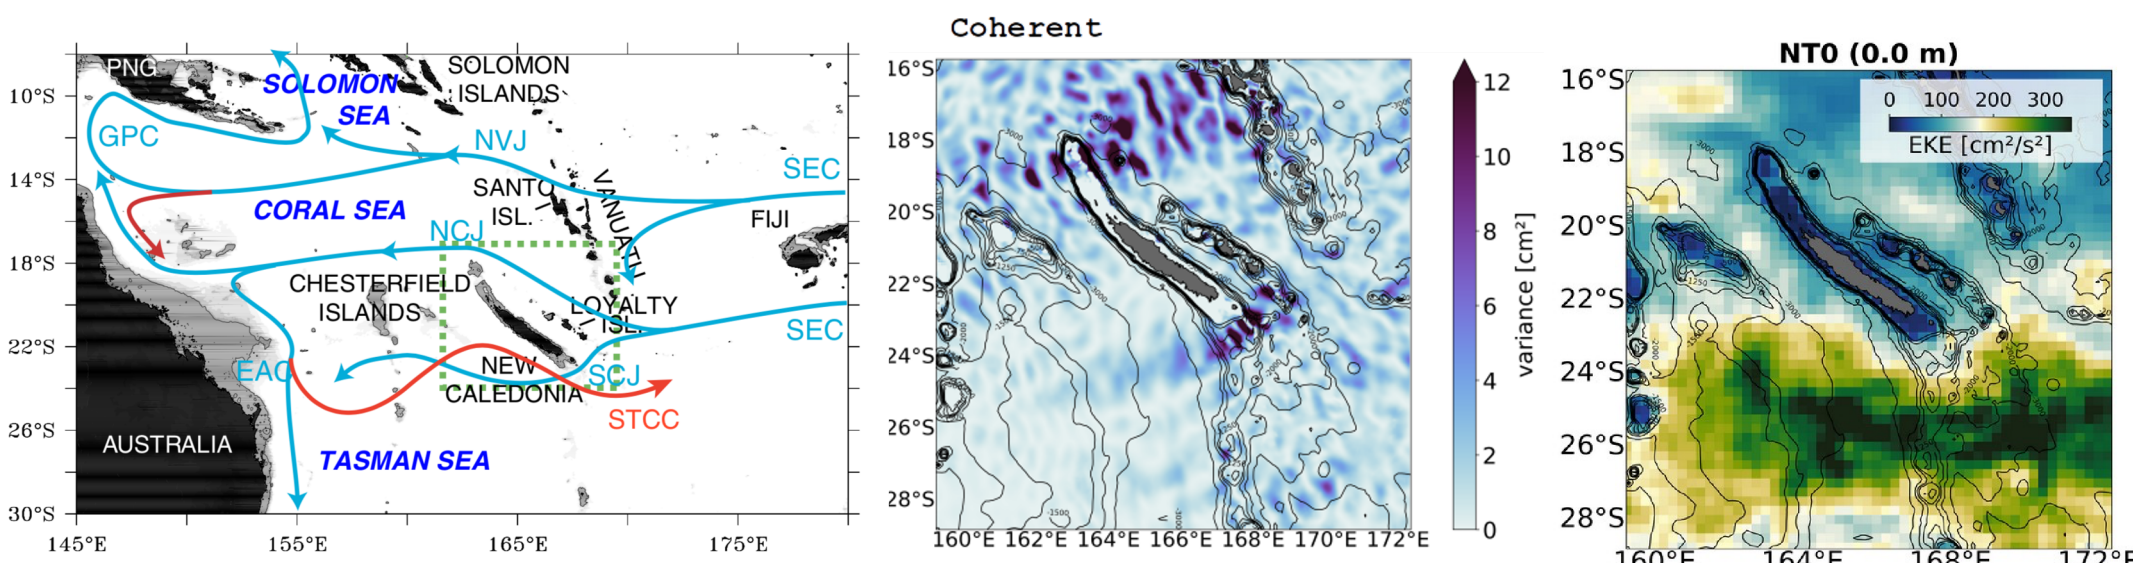 PNG
SOLOMON
SEA
SOLOMON
ISLANDS
10°S
GPC
NVJ
SEC
14°S
SANTO
ISL.
VANUATU
CORAL SEA
FIJI
NCJ
18°S
CHESTERFIELD
ISLANDS
LOYALTY
ISL.
SEC
22°S
EAC
NEW
CALEDONIA
SCJ
STCC
26°S
AUSTRALIA
TASMAN SEA
30°S
145°E 155°E 165°E 175°E
Coherent
16°S
18°S
20°S
22°S
24°S
26°S
28°S
160°E 162°E 164°E 166°E 168°E 170°E 172°E
12
10
8
6
4
2
0
variance [cm²]
NT0 (0.0 m)
0 100 200 300
EKE [cm²/s²]
16°S
18°S
20°S
22°S
24°S
26°S
28°S
160°E 164°E 168°E 172°E